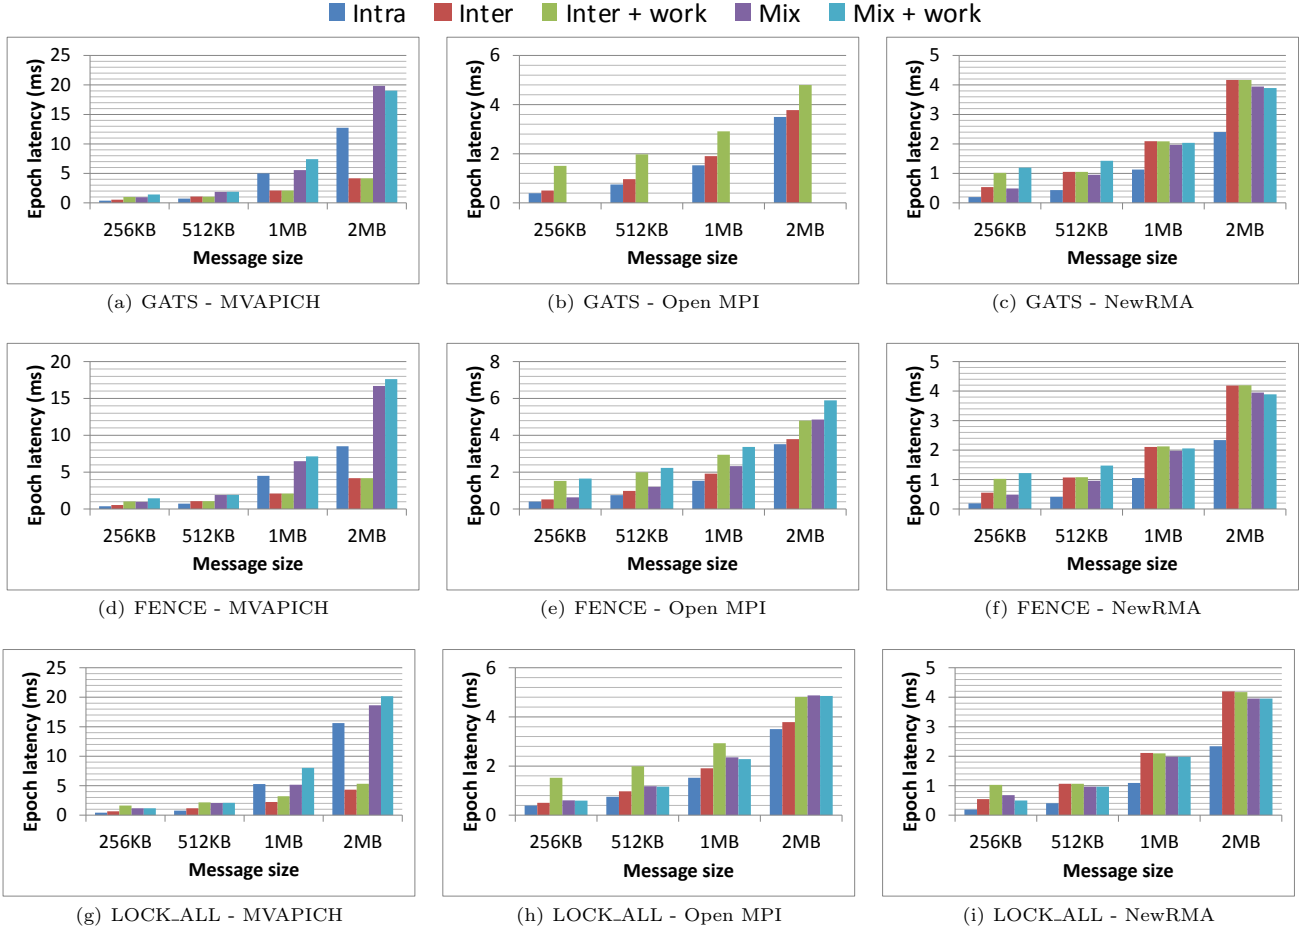 Intra Inter Inter + work Mix Mix + work
Epoch latency (ms)
25
20
15
10
5
0
256KB 512KB 1MB 2MB
Message size
(a) GATS - MVAPICH
Epoch latency (ms)
6
4
2
0
256KB 512KB 1MB 2MB
Message size
(b) GATS - Open MPI
Epoch latency (ms)
5
4
3
2
1
0
256KB 512KB 1MB 2MB
Message size
(c) GATS - NewRMA
Epoch latency (ms)
20
15
10
5
0
256KB 512KB 1MB 2MB
Message size
(d) FENCE - MVAPICH
Epoch latency (ms)
8
6
4
2
0
256KB 512KB 1MB 2MB
Message size
(e) FENCE - Open MPI
Epoch latency (ms)
5
4
3
2
1
0
256KB 512KB 1MB 2MB
Message size
(f) FENCE - NewRMA
Epoch latency (ms)
25
20
15
10
5
0
256KB 512KB 1MB 2MB
Message size
(g) LOCK_ALL - MVAPICH
Epoch latency (ms)
6
4
2
0
256KB 512KB 1MB 2MB
Message size
(h) LOCK_ALL - Open MPI
Epoch latency (ms)
5
4
3
2
1
0
256KB 512KB 1MB 2MB
Message size
(i) LOCK_ALL - NewRMA